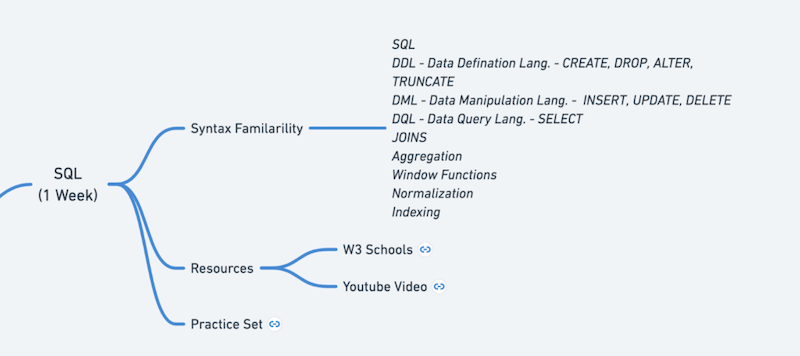 SQL
(1 Week)
Syntax Familarility
SQL
DDL - Data Defination Lang. - CREATE, DROP, ALTER,
TRUNCATE
DML - Data Manipulation Lang. - INSERT, UPDATE, DELETE
DQL - Data Query Lang. - SELECT
JOINS
Aggregation
Window Functions
Normalization
Indexing
Resources
W3 Schools
Youtube Video
Practice Set